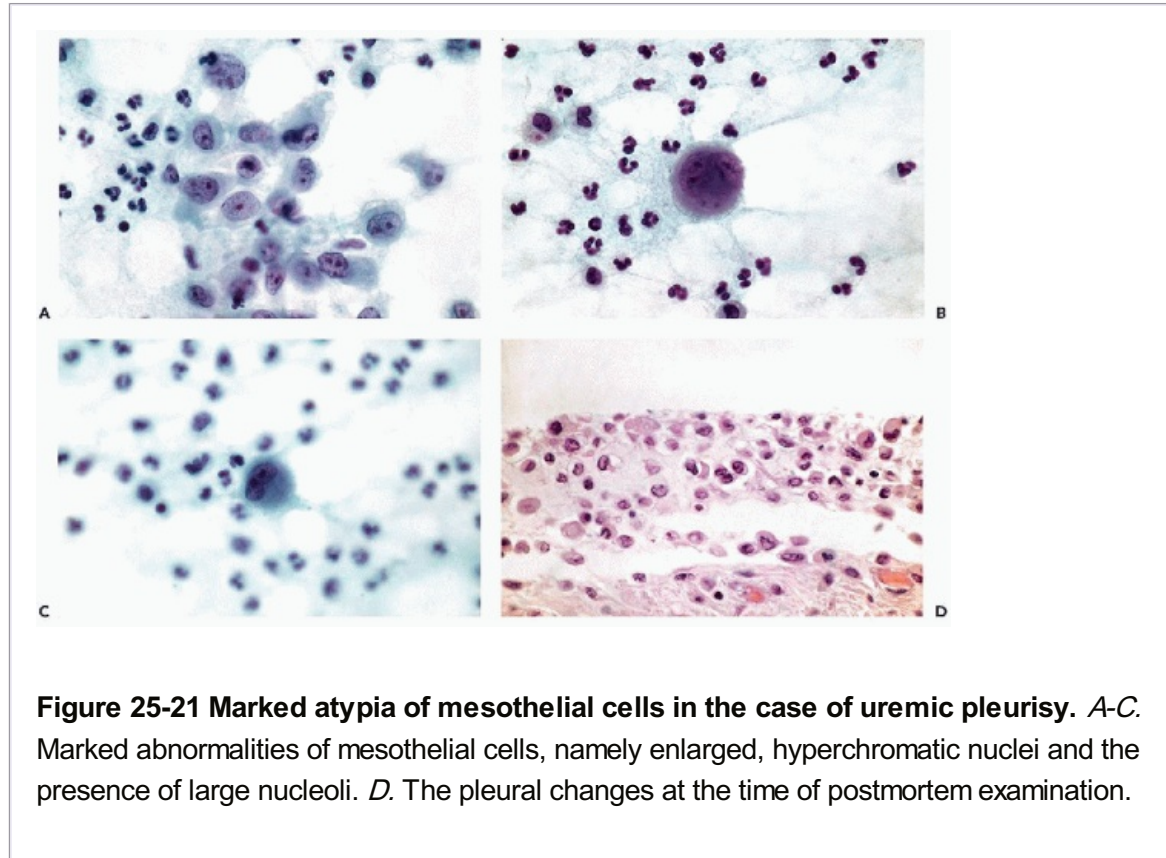 A
B
C
D
Figure 25-21 Marked atypia of mesothelial cells in the case of uremic pleurisy. A-C.
Marked abnormalities of mesothelial cells, namely enlarged, hyperchromatic nuclei and the
presence of large nucleoli. D. The pleural changes at the time of postmortem examination.